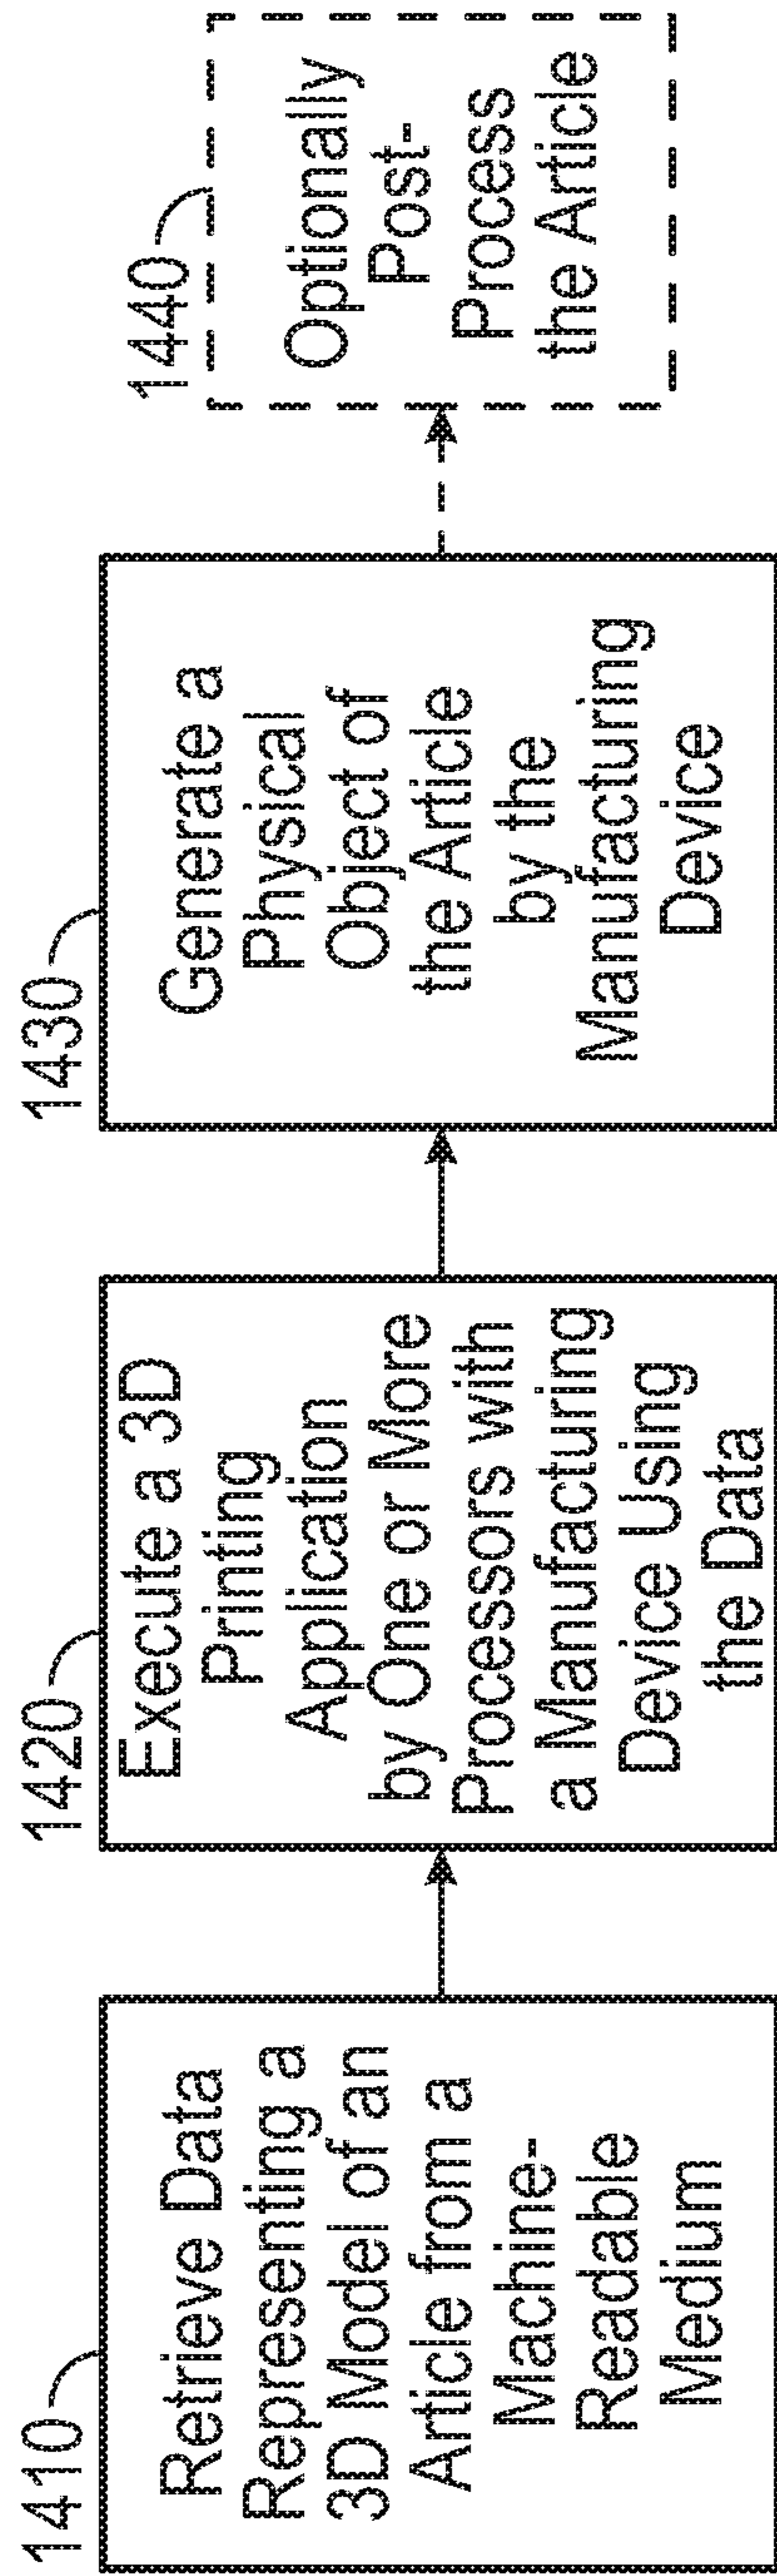 1410
Retrieve Data
Representing a
3D Model of an
Article from a
Machine-
Readable
Medium
1420
Execute a 3D
Printing
Application
by One or More
Processors with
a Manufacturing
Device Using
the Data
1430
Generate a
Physical
Object of
the Article
by the
Manufacturing
Device
1440
Optionally
Post-
Process
the Article